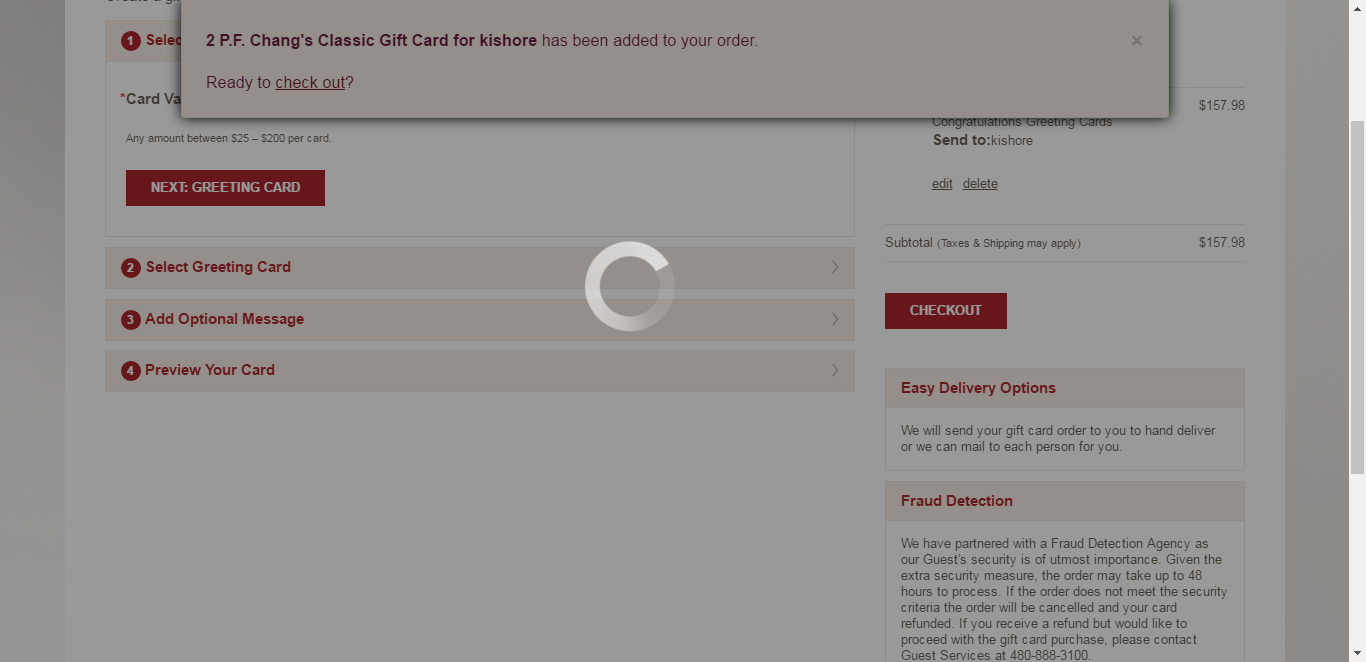 1 Selec
2 P.F. Chang's Classic Gift Card for kishore has been added to your order.
×
Ready to check out?
*Card Va
Any amount between $25 – $200 per card.
NEXT: GREETING CARD
2 Select Greeting Card
3 Add Optional Message
4 Preview Your Card
$157.98
Congratulations Greeting Cards
Send to:kishore
edit delete
Subtotal (Taxes & Shipping may apply) $157.98
CHECKOUT
Easy Delivery Options
We will send your gift card order to you to hand deliver
or we can mail to each person for you.
Fraud Detection
We have partnered with a Fraud Detection Agency as
our Guest's security is of utmost importance. Given the
extra security measure, the order may take up to 48
hours to process. If the order does not meet the security
criteria the order will be cancelled and your card
refunded. If you receive a refund but would like to
proceed with the gift card purchase, please contact
Guest Services at 480-888-3100.